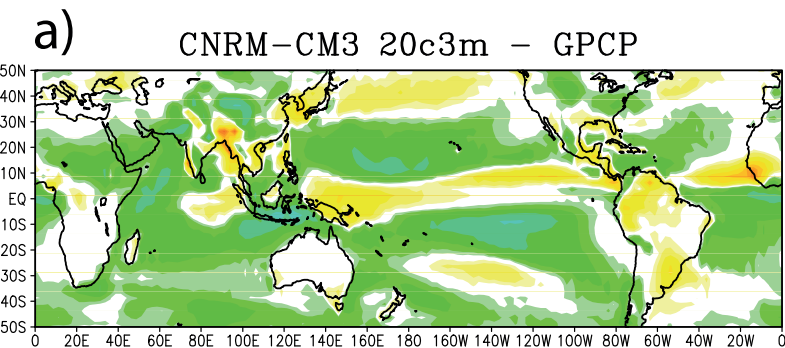 a)
CNRM-CM3 20c3m - GPCP
50N
40N
30N
20N
10N
EQ
10S
20S
30S
40S
50S
0 20E 40E 60E 80E 100E 120E 140E 160E 180 160W 140W 120W 100W 80W 60W 40W 20W 0